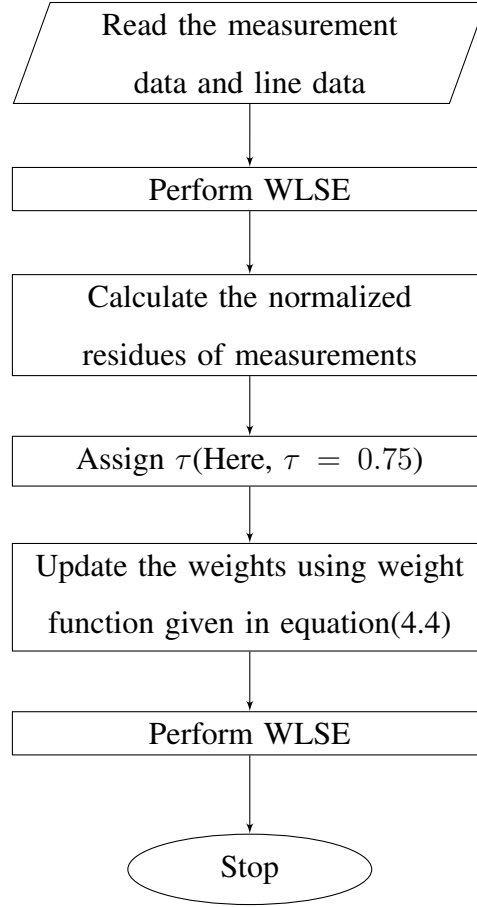 Read the measurement
data and line data
Perform WLSE
Calculate the normalized
residues of measurements
Assign τ(Here, τ = 0.75)
Update the weights using weight
function given in equation(4.4)
Perform WLSE
Stop